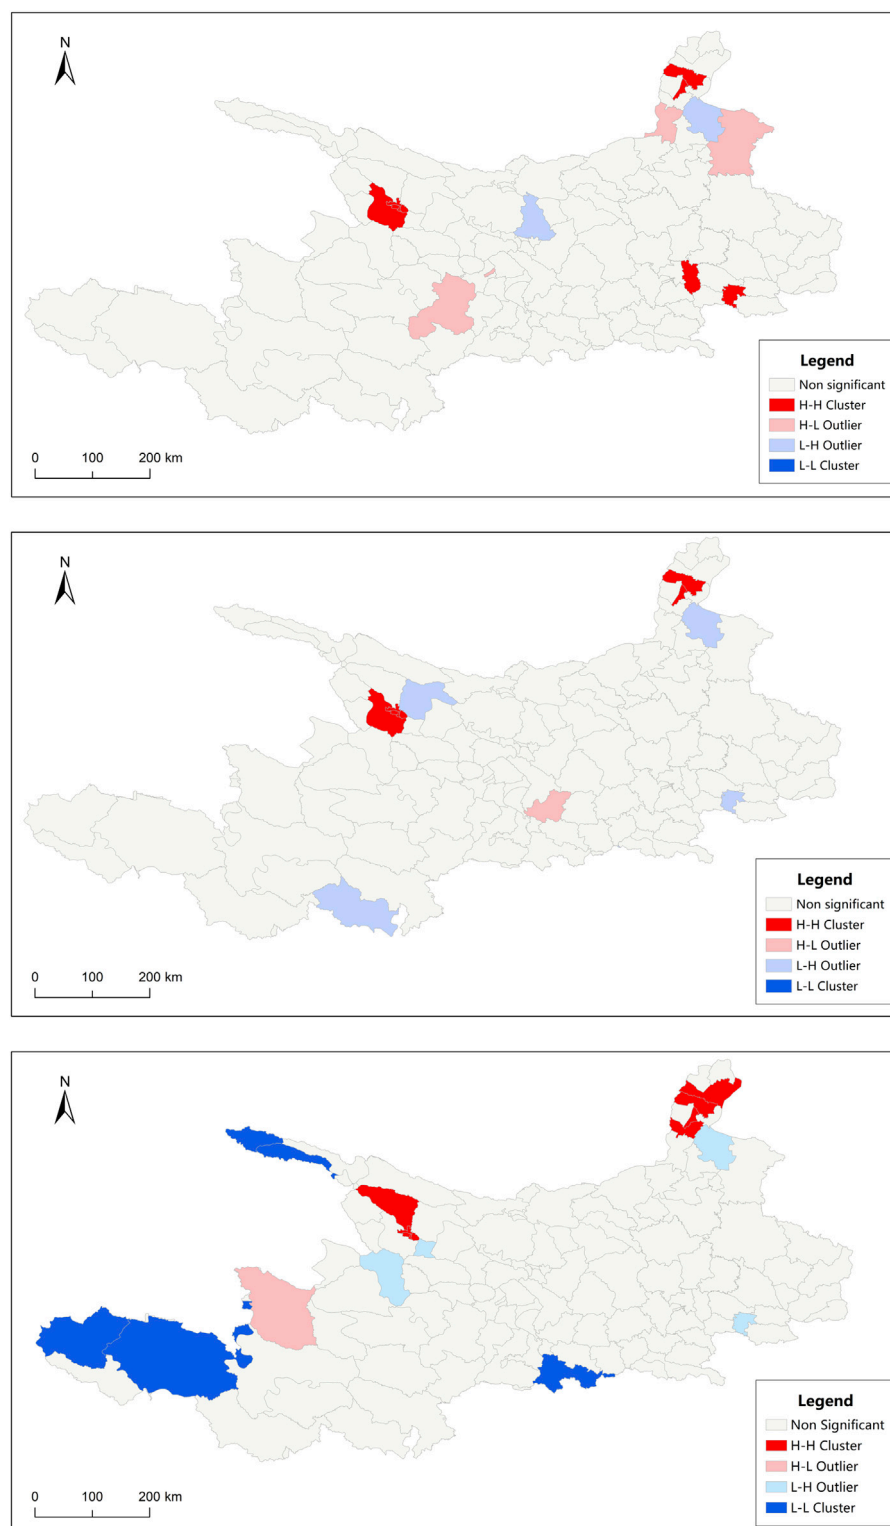 N
Legend
Non significant
H-H Cluster
H-L Outlier
L-H Outlier
L-L Cluster
0 100 200 km
N
Legend
Non significant
H-H Cluster
H-L Outlier
L-H Outlier
L-L Cluster
0 100 200 km
N
Legend
Non Significant
H-H Cluster
H-L Outlier
L-H Outlier
L-L Cluster
0 100 200 km